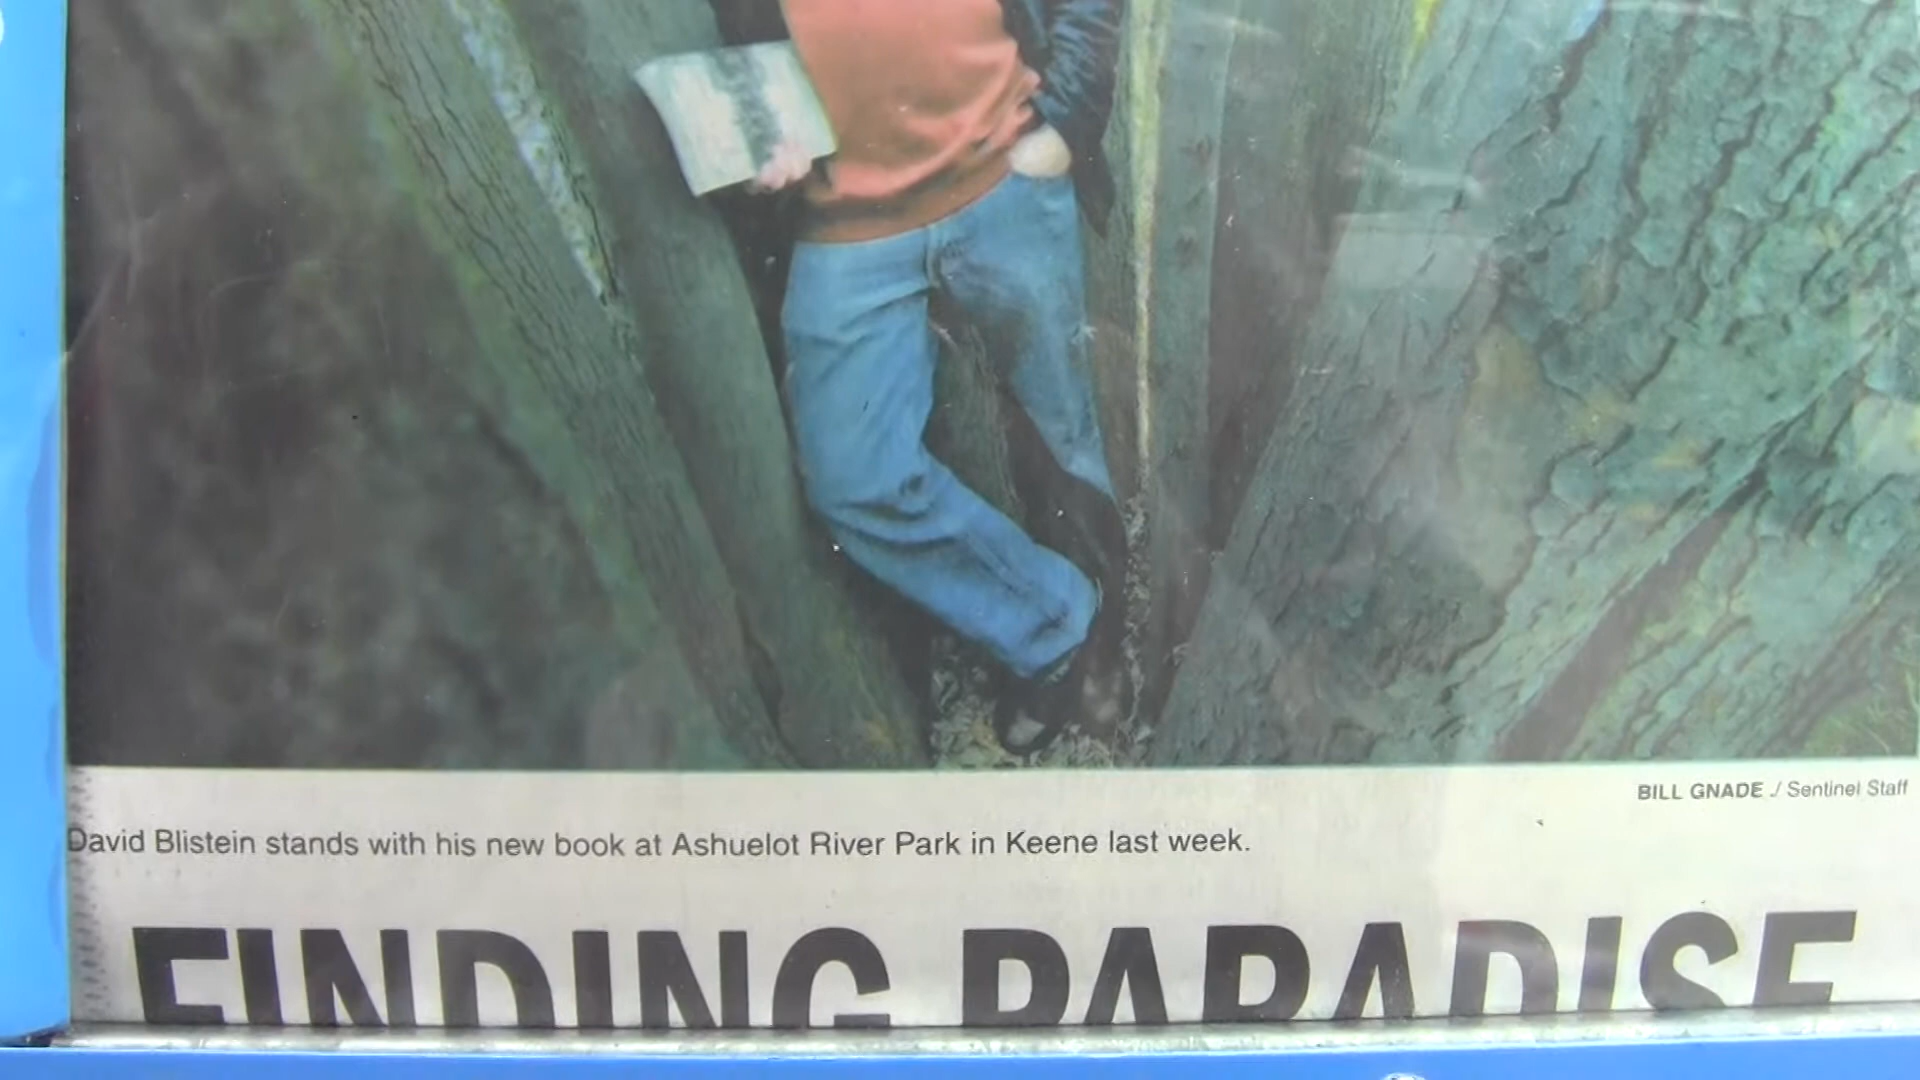 BILL GNADE / Sentinel Staff
David Blistein stands with his new book at Ashuelot River Park in Keene last week.
FINDING PARADISE